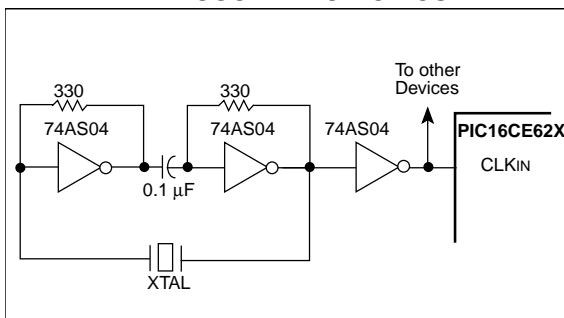 330
330
To other
Devices
74AS04
74AS04
74AS04
PIC16CE62X
CLKIN
0.1 µF
XTAL